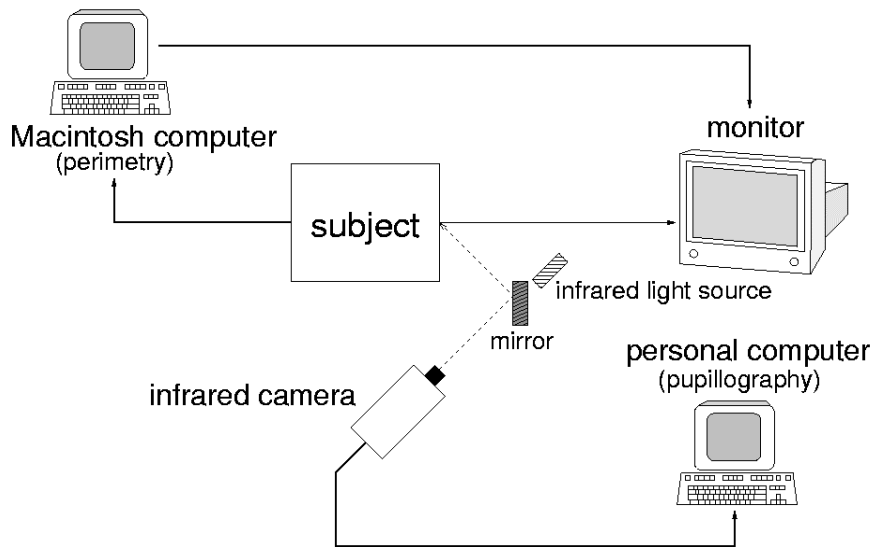 Macintosh computer
(perimetry)
monitor
subject
infrared light source
mirror
personal computer
(pupillography)
infrared camera